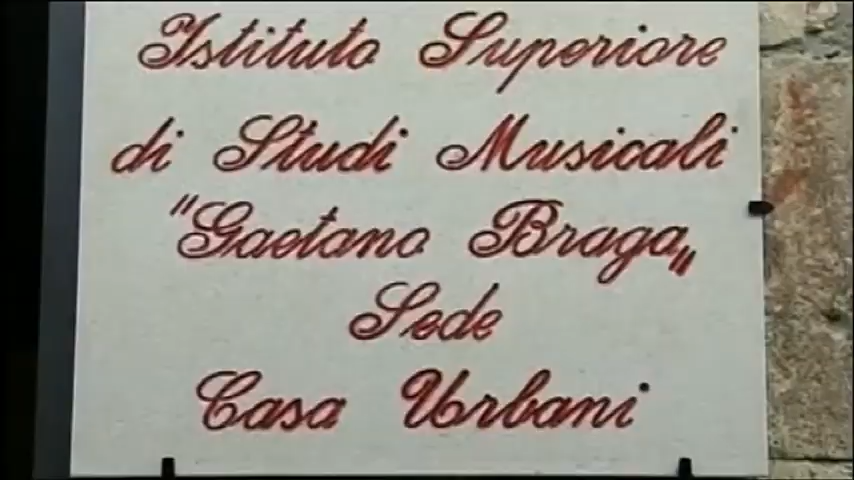 Istituto Superiore
di Studi Musicali
"Gaetano Braga"
Sede
Casa Urbani